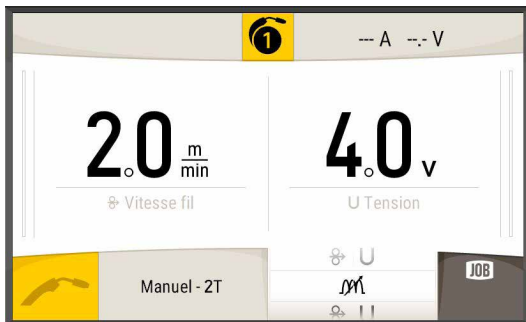 1
--- A --.- V
2.0 m/min
4.0 V
Vitesse fil
U Tension
Manuel - 2T
U
JOB
U